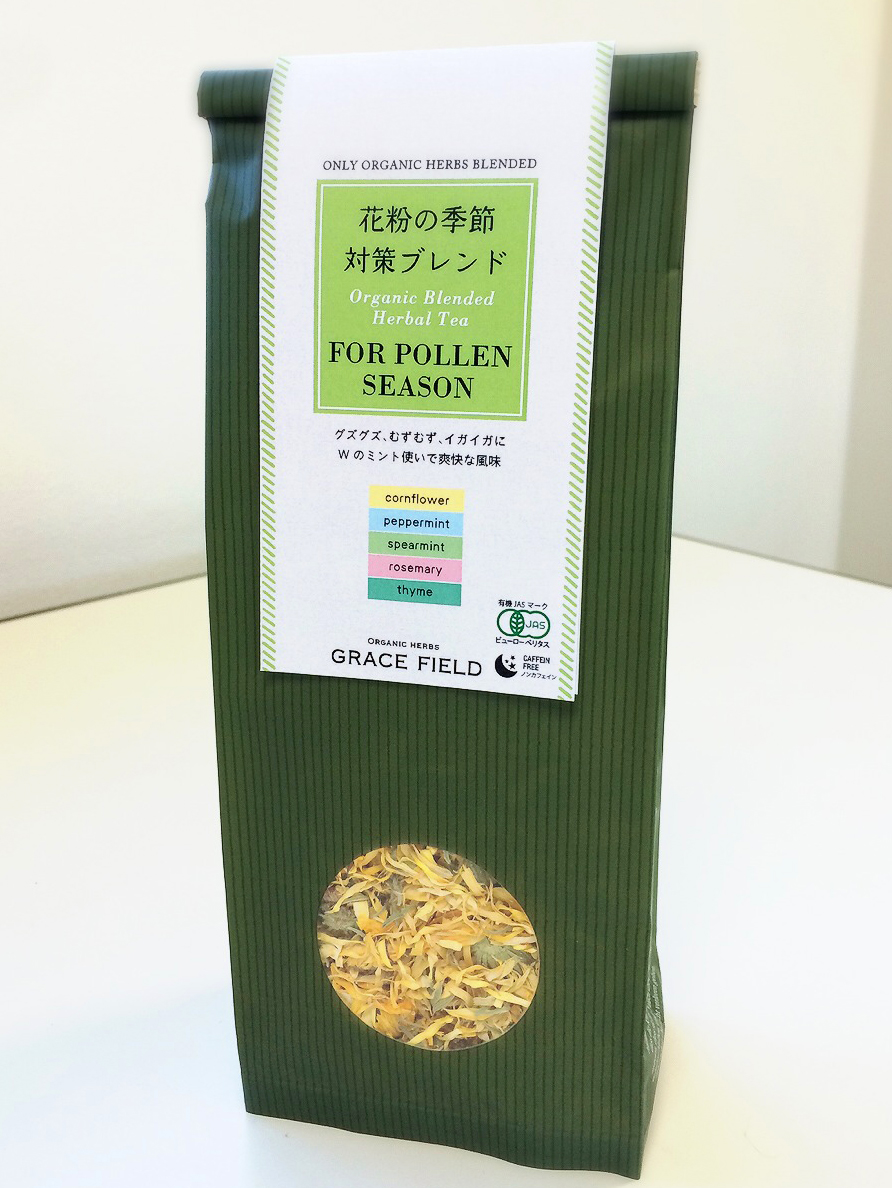 ONLY ORGANIC HERBS BLENDED
花粉の季節
対策ブレンド
Organic Blended
Herbal Tea
FOR POLLEN
SEASON
グズグズ、むずむず、イガイガに
Wのミント使いで爽快な風味
cornflower
peppermint
spearmint
rosemary
thyme
有機JASマーク
JAS
ビューローベリタス
ORGANIC HERBS
GRACE FIELD
CAFFEIN
FREE
ノンカフェイン